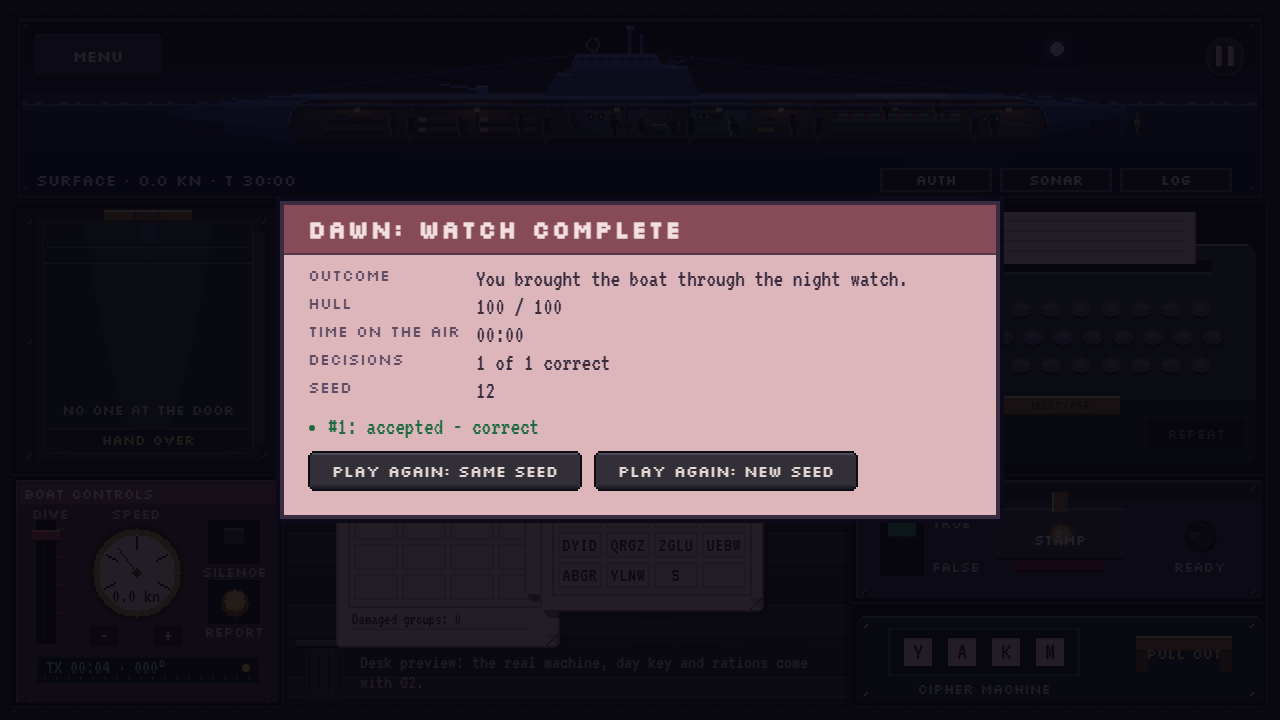 MENU
SURFACE · 0.0 KN · T 30:00
AUTH
SONAR
LOG
DAWN: WATCH COMPLETE
OUTCOME You brought the boat through the night watch.
HULL 100 / 100
TIME ON THE AIR 00:00
DECISIONS 1 of 1 correct
SEED 12
• #1: accepted - correct
PLAY AGAIN: SAME SEED
PLAY AGAIN: NEW SEED
NO ONE AT THE DOOR
HAND OVER
TELETYPER
REPEAT
BOAT CONTROLS
DIVE SPEED
0.0 kn
SILENCE
REPORT
- +
TX 00:04 · 000°
DYID QRGZ ZGLU UEBW
ABGR YLNW S
Damaged groups: 0
Desk preview: the real machine, day key and rations come
with G2.
TRUE
FALSE
STAMP
READY
Y A K N
PULL OUT
CIPHER MACHINE